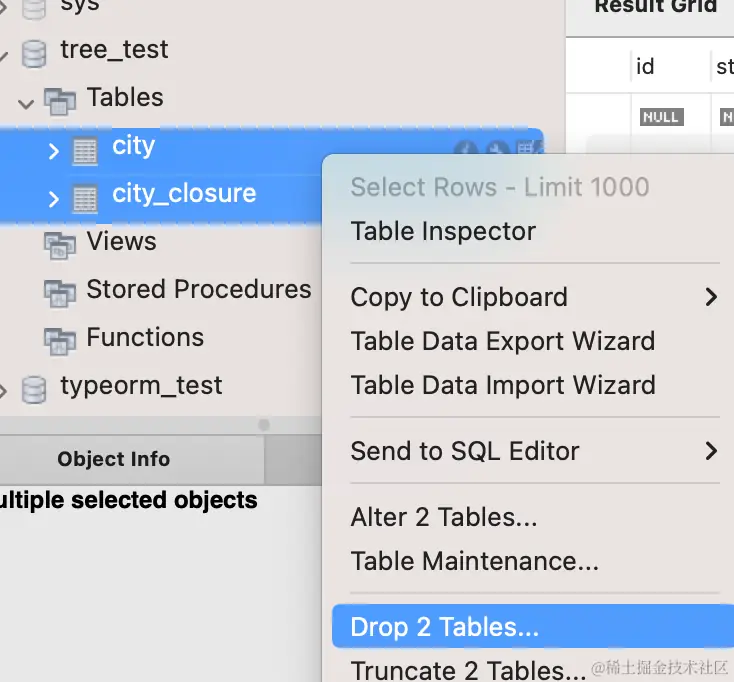 sys
Result Grid
tree_test
id
st
Tables
NULL
N
city
city_closure
Select Rows - Limit 1000
Table Inspector
Views
Stored Procedures
Copy to Clipboard
Functions
Table Data Export Wizard
typeorm_test
Table Data Import Wizard
Object Info
Send to SQL Editor
ultiple selected objects
Alter 2 Tables...
Table Maintenance...
Drop 2 Tables...
Truncate 2 Tables...
@稀土掘金技术社区